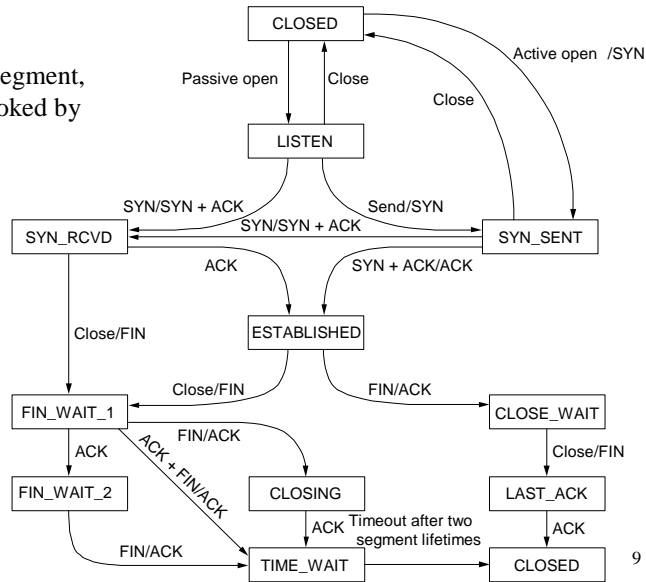 CLOSED
Active open /SYN
egment,
Passive open
Close
Close
oked by
LISTEN
SYN/SYN + ACK
Send/SYN
SYN/SYN + ACK
SYN_RCVD
SYN_SENT
ACK
SYN + ACK/ACK
ESTABLISHED
Close/FIN
Close/FIN
FIN/ACK
FIN_WAIT_1
CLOSE_WAIT
FIN/ACK
ACK
ACK + FIN/ACK
Close/FIN
FIN_WAIT_2
CLOSING
LAST_ACK
ACK
Timeout after two
segment lifetimes
ACK
FIN/ACK
TIME_WAIT
CLOSED
9